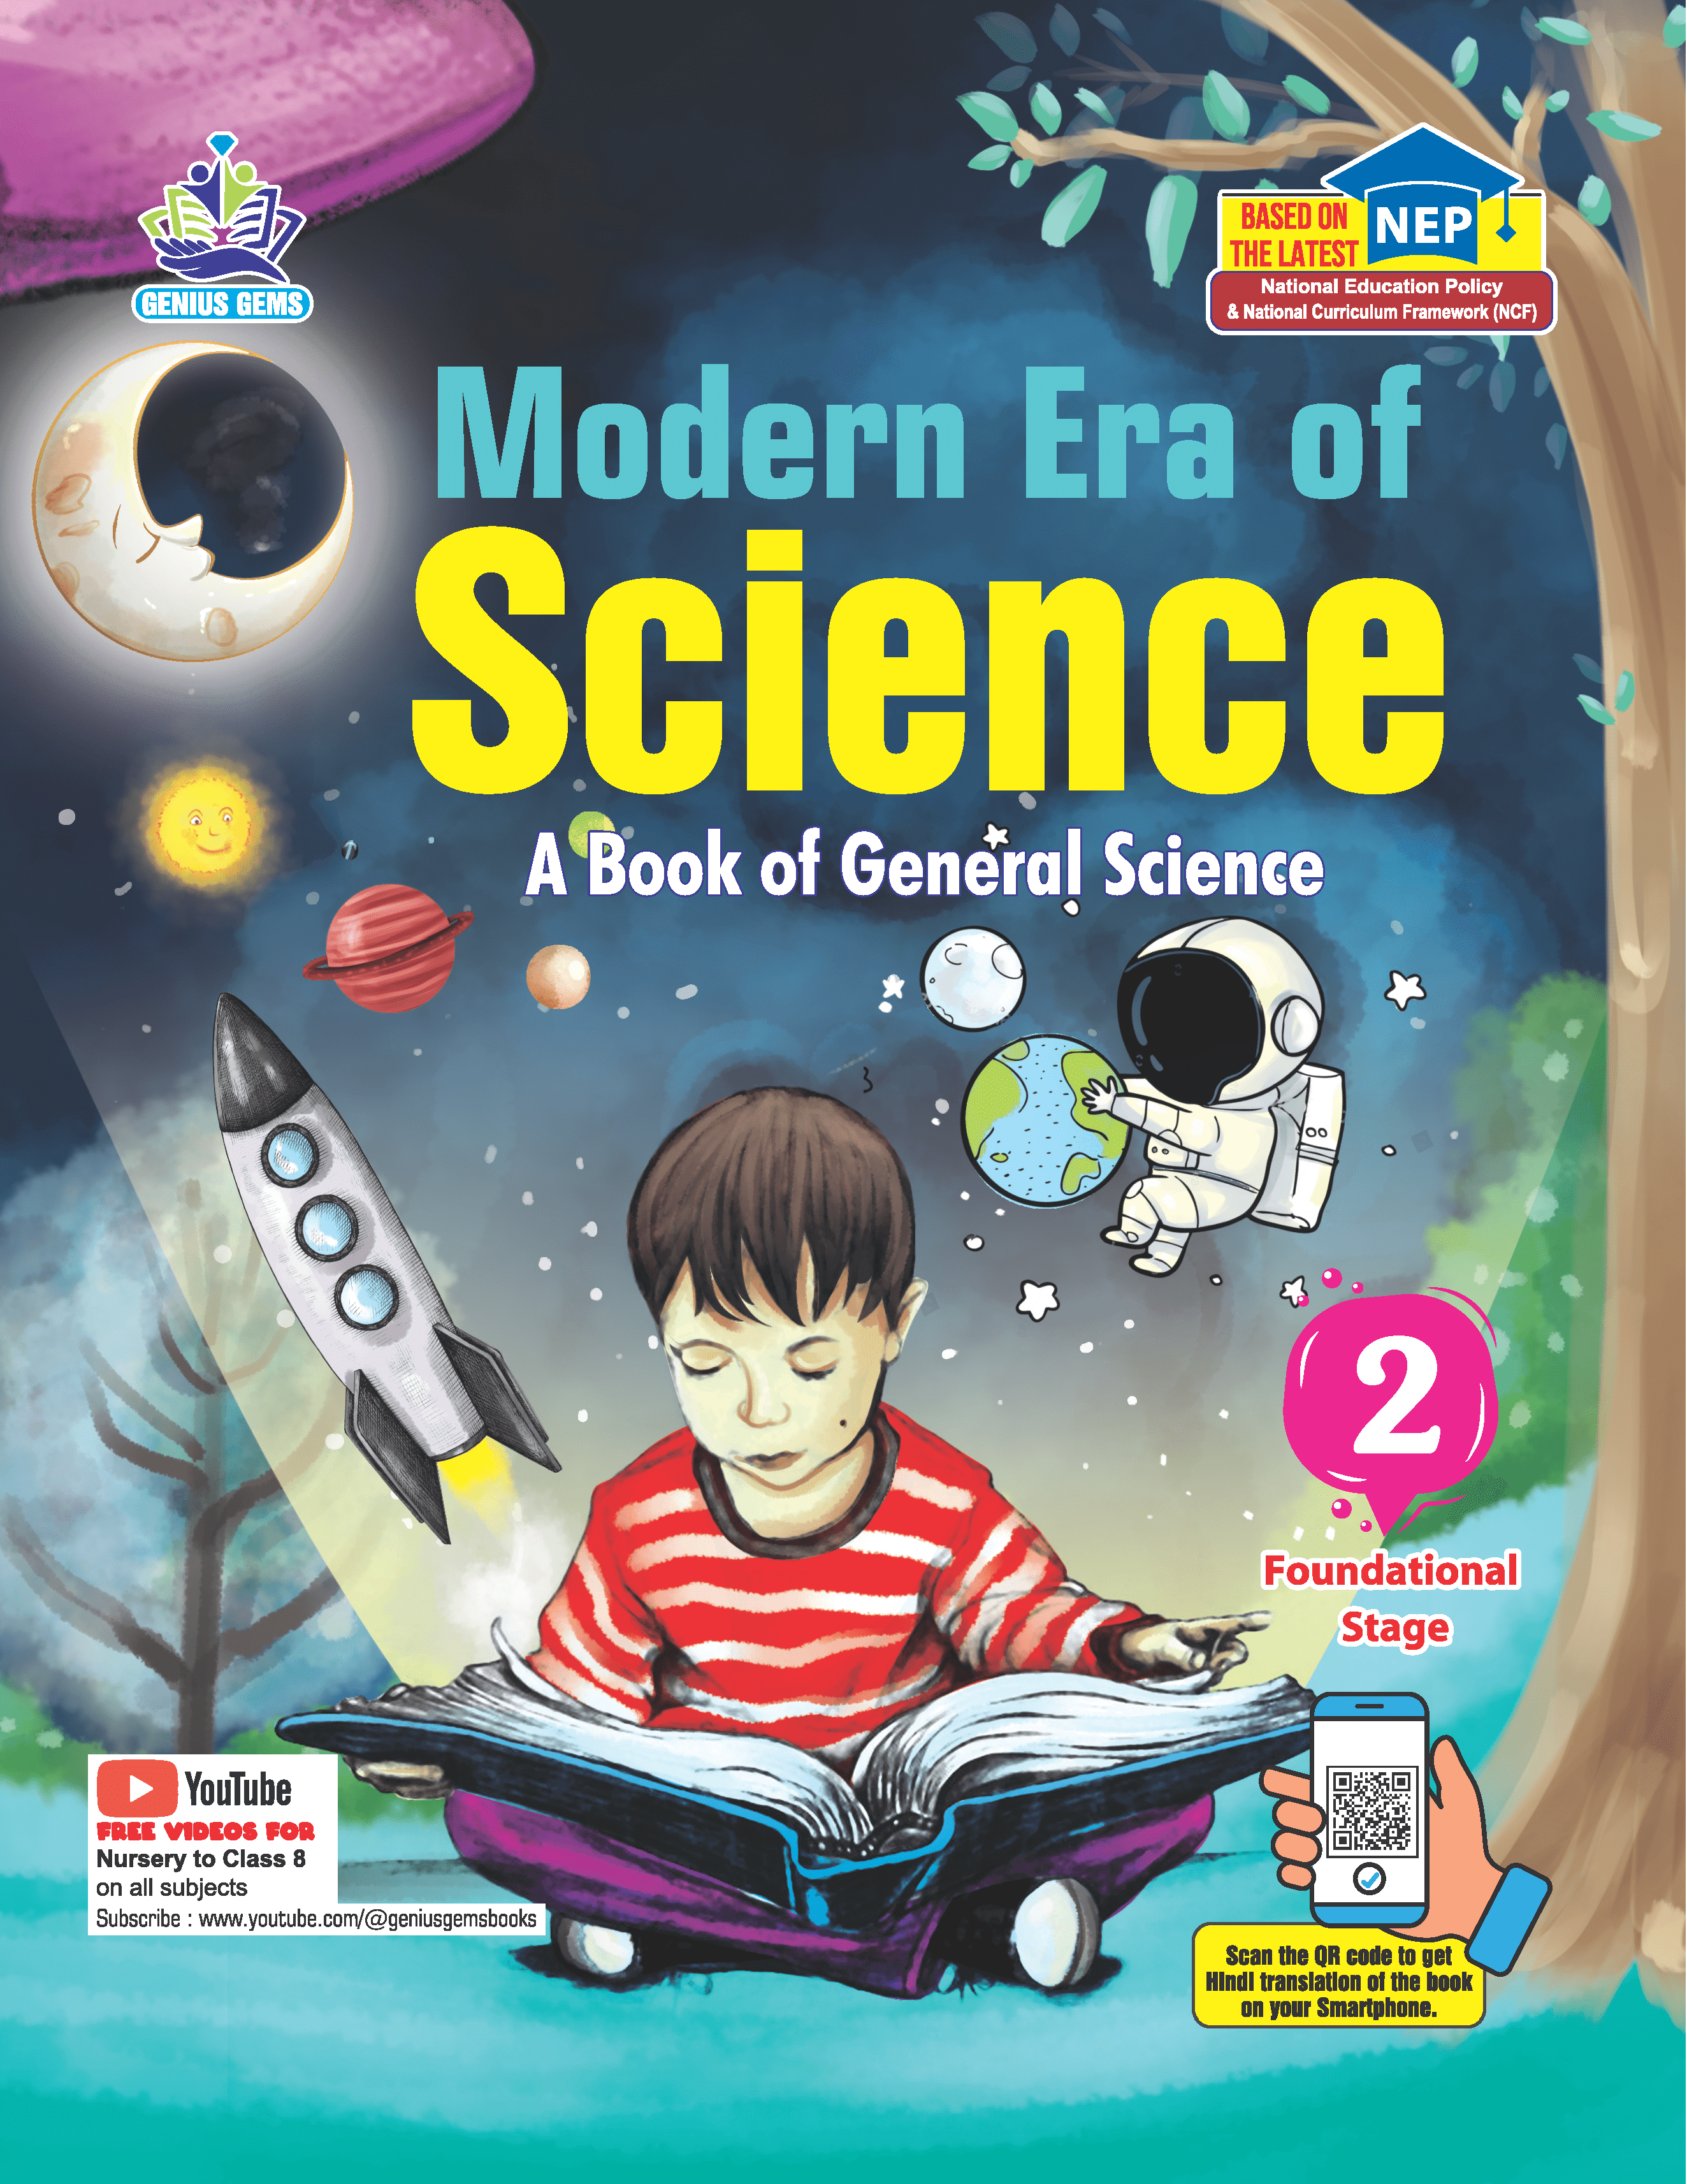 GENIUS GEMS
BASED ON
THE LATEST
NEP
National Education Policy
& National Curriculum Framework (NCF)
Modern Era of
Science
A Book of General Science
2
Foundational
Stage
YouTube
FREE VIDEOS FOR
Nursery to Class 8
on all subjects
Subscribe : www.youtube.com/@geniusgemsbooks
Scan the QR code to get
Hindi translation of the book
on your Smartphone.